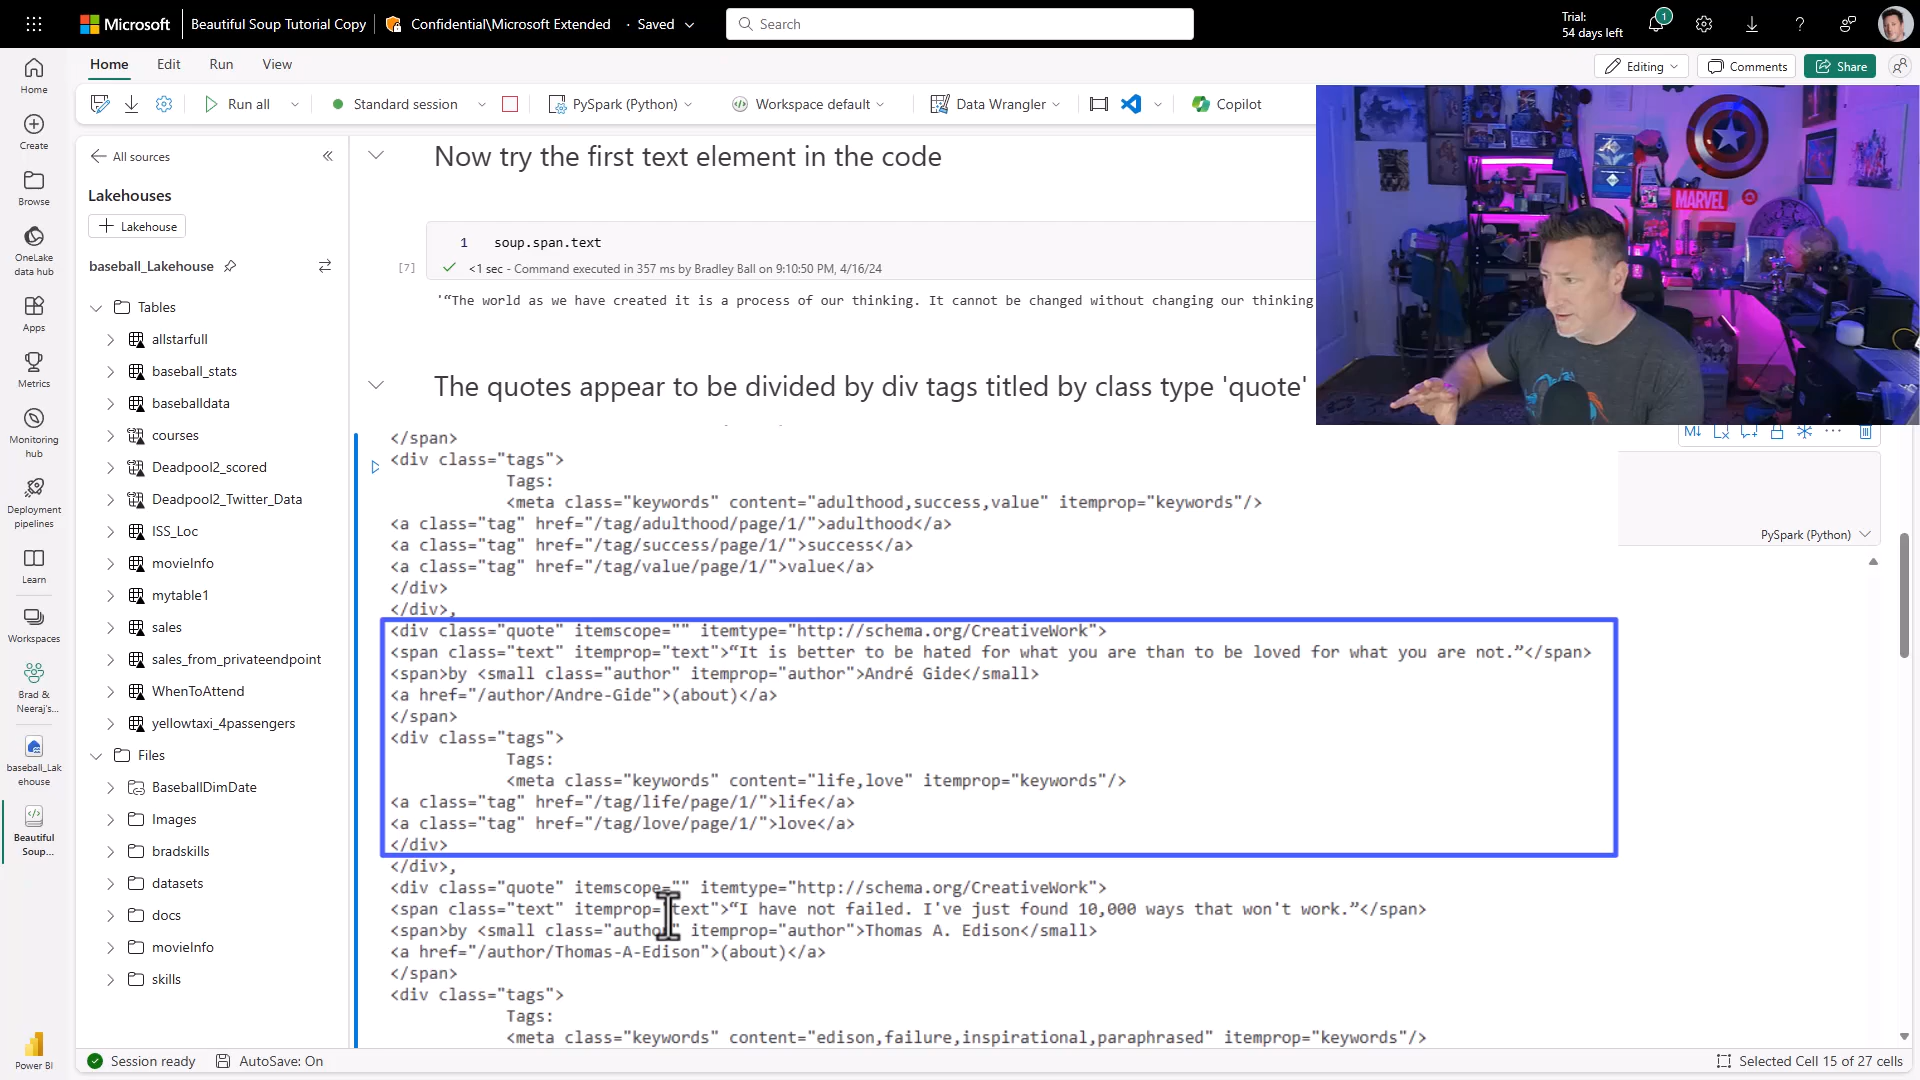 Microsoft
Beautiful Soup Tutorial Copy
Confidential\Microsoft Extended
· Saved
Search
Trial:
54 days left
1
Home
Edit
Run
View
Editing
Comments
Share
Run all
Standard session
PySpark (Python)
Workspace default
Data Wrangler
Copilot
Home
Create
Browse
OneLake
data hub
Apps
Metrics
Monitoring
hub
Deployment
pipelines
Learn
Workspaces
Brad &
Neeraj's...
baseball_Lak
ehouse
Beautiful
Soup...
Power BI
All sources
Lakehouses
Lakehouse
baseball_Lakehouse
Tables
allstarfull
baseball_stats
baseballdata
courses
Deadpool2_scored
Deadpool2_Twitter_Data
ISS_Loc
movieInfo
mytable1
sales
sales_from_privateendpoint
WhenToAttend
yellowtaxi_4passengers
Files
BaseballDimDate
Images
bradskills
datasets
docs
movieInfo
skills
Now try the first text element in the code
1 soup.span.text
[7]
<1 sec - Command executed in 357 ms by Bradley Ball on 9:10:50 PM, 4/16/24
'“The world as we have created it is a process of our thinking. It cannot be changed without changing our thinking
MARVEL
The quotes appear to be divided by div tags titled by class type 'quote'
M↓
PySpark (Python)
</span>
<div class="tags">
Tags:
<meta class="keywords" content="adulthood,success,value" itemprop="keywords"/>
<a class="tag" href="/tag/adulthood/page/1/">adulthood</a>
<a class="tag" href="/tag/success/page/1/">success</a>
<a class="tag" href="/tag/value/page/1/">value</a>
</div>
</div>,
<div class="quote" itemscope="" itemtype="http://schema.org/CreativeWork">
<span class="text" itemprop="text">“It is better to be hated for what you are than to be loved for what you are not.”</span>
<span>by <small class="author" itemprop="author">André Gide</small>
<a href="/author/Andre-Gide">(about)</a>
</span>
<div class="tags">
Tags:
<meta class="keywords" content="life,love" itemprop="keywords"/>
<a class="tag" href="/tag/life/page/1/">life</a>
<a class="tag" href="/tag/love/page/1/">love</a>
</div>
</div>,
<div class="quote" itemscope="" itemtype="http://schema.org/CreativeWork">
<span class="text" itemprop="text">“I have not failed. I've just found 10,000 ways that won't work.”</span>
<span>by <small class="author" itemprop="author">Thomas A. Edison</small>
<a href="/author/Thomas-A-Edison">(about)</a>
</span>
<div class="tags">
Tags:
<meta class="keywords" content="edison,failure,inspirational,paraphrased" itemprop="keywords"/>
Session ready
AutoSave: On
Selected Cell 15 of 27 cells